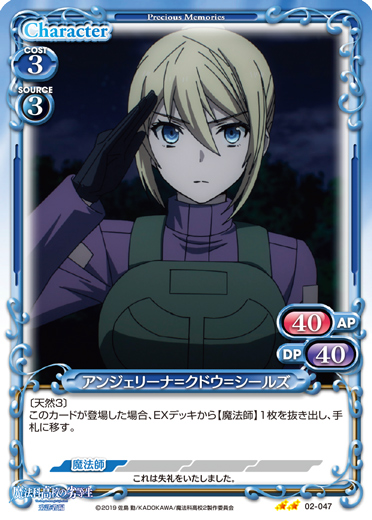 Precious Memories
Character
COST
3
SOURCE
3
40 AP
DP 40
アンジェリーナ=クドウ=シールズ
〔天然3〕
このカードが登場した場合、EXデッキから【魔法師】1枚を抜き出し、手
札に移す。
魔法師
これは失礼をいたしました。
魔法科高校の劣等生
©2019 佐島 勤/KADOKAWA/魔法科高校2製作委員会
02-047